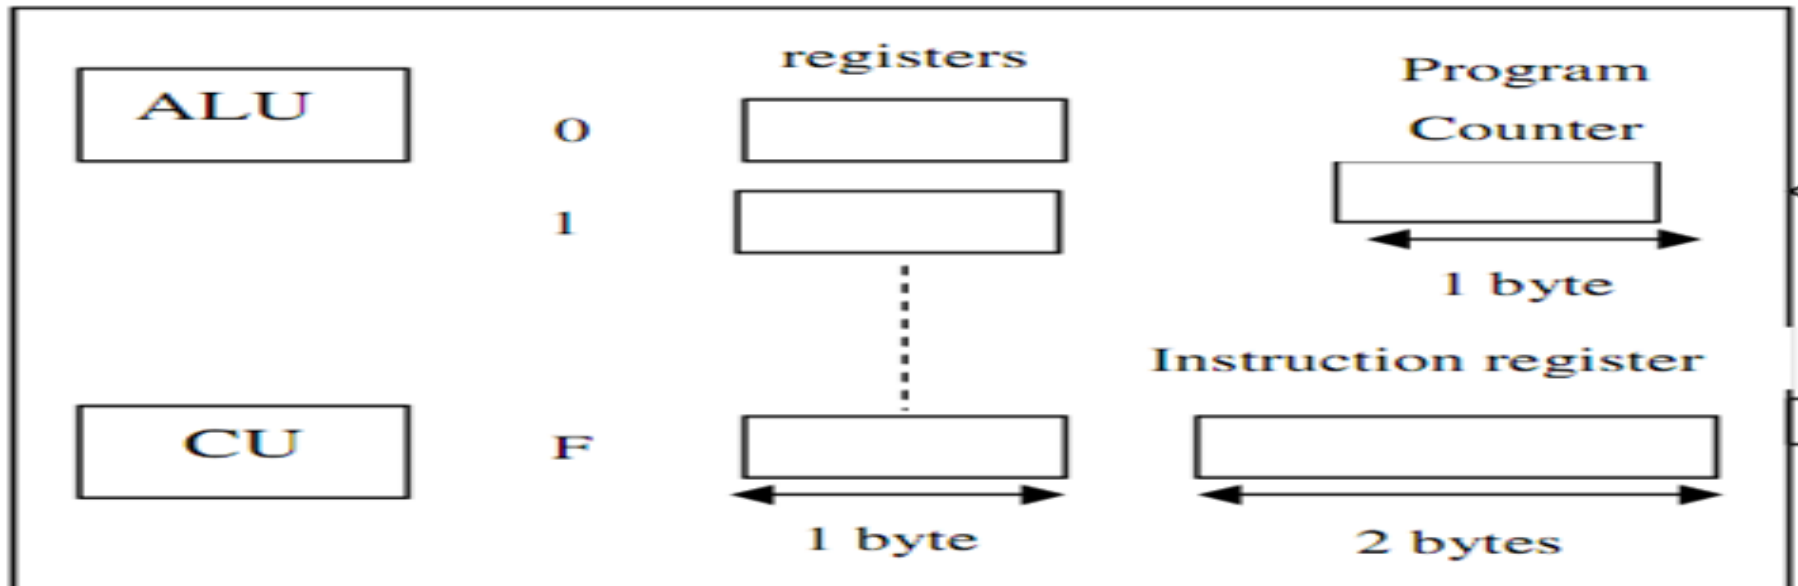 registers
Program
Counter
ALU
0
1
1 byte
Instruction register
CU
F
1 byte
2 bytes